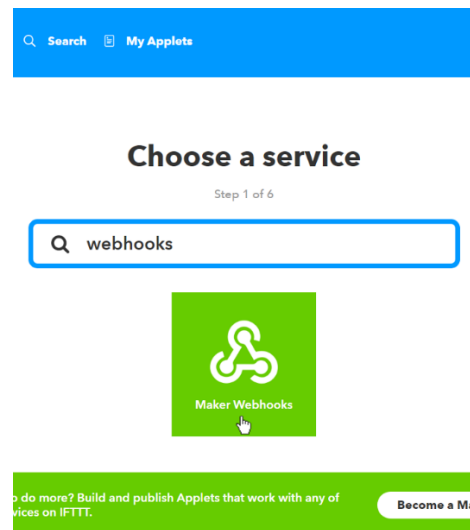 Search My Applets
Choose a service
Step 1 of 6
webhooks
Maker Webhooks
do more? Build and publish Applets that work with any of
on IFTTT.
Become a